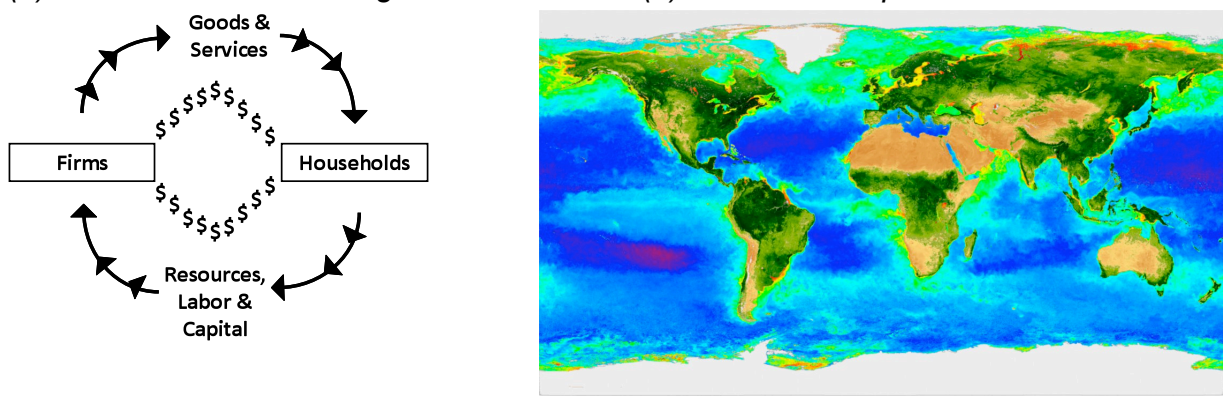 Goods &
Services
$ $ $ $ $ $ $ $ $ $
Firms
Households
$ $ $ $ $ $ $ $ $ $
Resources,
Labor &
Capital